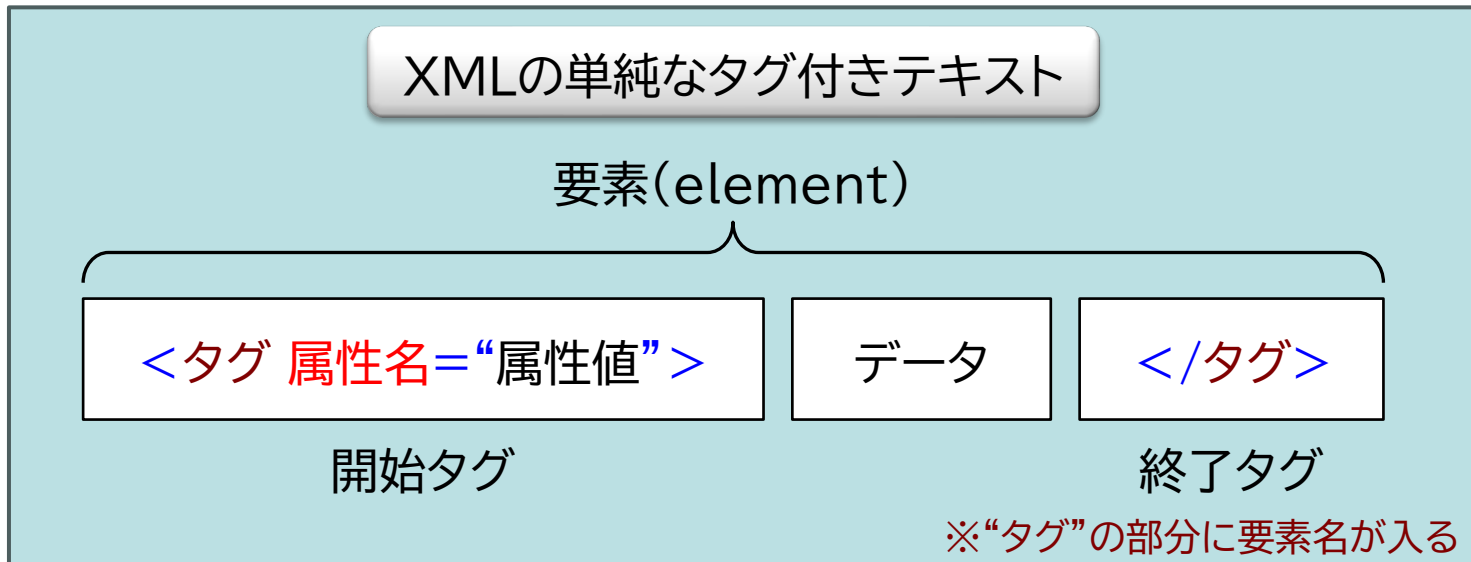 XMLの単純なタグ付きテキスト
要素(element)
<タグ 属性名=“属性値”> データ </タグ>
開始タグ 終了タグ
※“タグ”の部分に要素名が入る